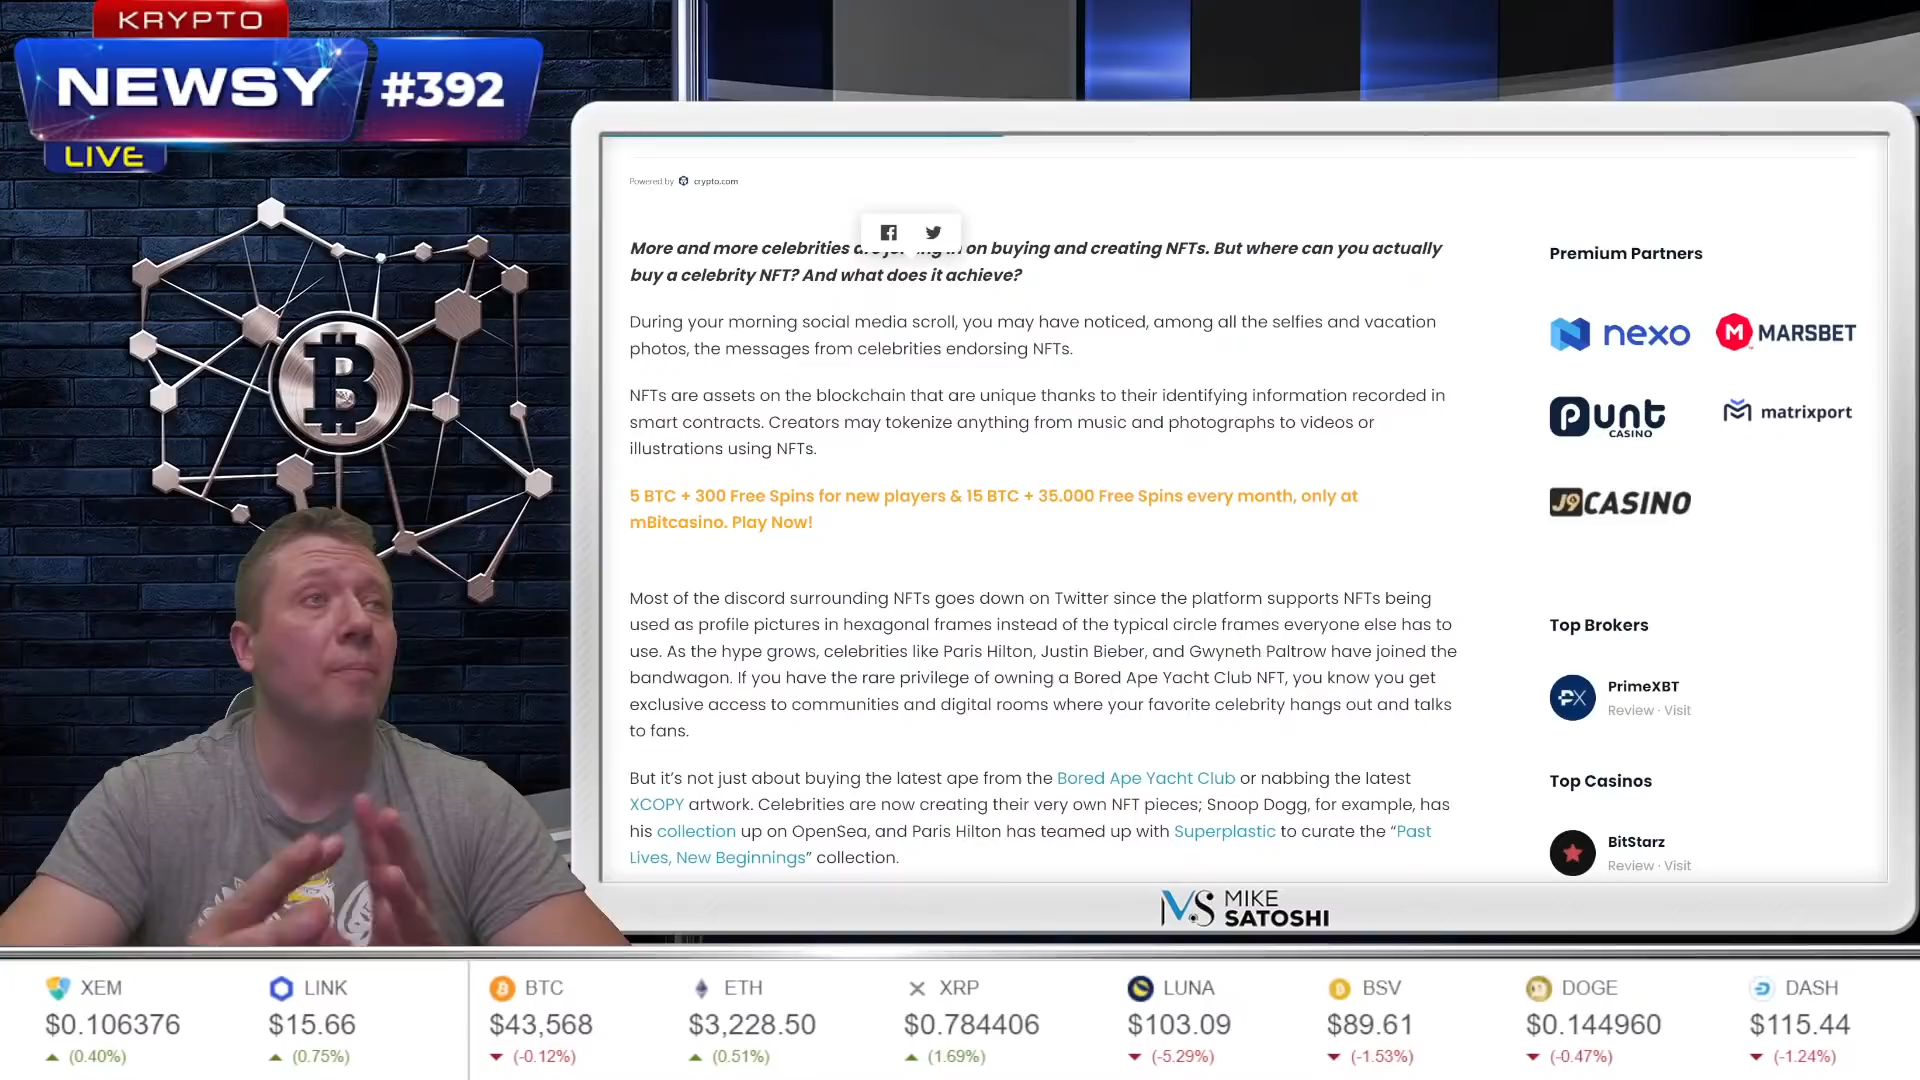 KRYPTO
NEWSY #392
LIVE
Powered by crypto.com
More and more celebrities on buying and creating NFTs. But where can you actually
buy a celebrity NFT? And what does it achieve?
During your morning social media scroll, you may have noticed, among all the selfies and vacation
photos, the messages from celebrities endorsing NFTs.
NFTs are assets on the blockchain that are unique thanks to their identifying information recorded in
smart contracts. Creators may tokenize anything from music and photographs to videos or
illustrations using NFTs.
5 BTC + 300 Free Spins for new players & 15 BTC + 35.000 Free Spins every month, only at
mBitcasino. Play Now!
Most of the discord surrounding NFTs goes down on Twitter since the platform supports NFTs being
used as profile pictures in hexagonal frames instead of the typical circle frames everyone else has to
use. As the hype grows, celebrities like Paris Hilton, Justin Bieber, and Gwyneth Paltrow have joined the
bandwagon. If you have the rare privilege of owning a Bored Ape Yacht Club NFT, you know you get
exclusive access to communities and digital rooms where your favorite celebrity hangs out and talks
to fans.
But it's not just about buying the latest ape from the Bored Ape Yacht Club or nabbing the latest
XCOPY artwork. Celebrities are now creating their very own NFT pieces; Snoop Dogg, for example, has
his collection up on OpenSea, and Paris Hilton has teamed up with Superplastic to curate the “Past
Lives, New Beginnings” collection.
Premium Partners
nexo MARSBET
PUNT CASINO matrixport
J9CASINO
Top Brokers
PrimeXBT
Review · Visit
Top Casinos
BitStarz
Review · Visit
MS MIKE
SATOSHI
XEM LINK BTC ETH XRP LUNA BSV DOGE DASH
$0.106376 $15.66 $43,568 $3,228.50 $0.784406 $103.09 $89.61 $0.144960 $115.44
(0.40%) (0.75%) (-0.12%) (0.51%) (1.69%) (-5.29%) (-1.53%) (-0.47%) (-1.24%)